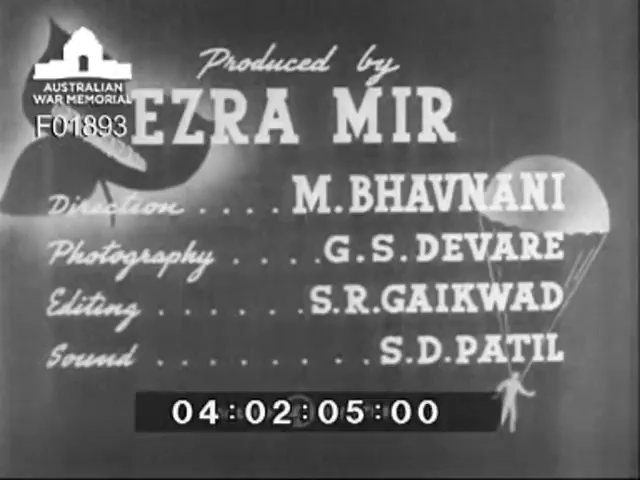 AUSTRALIAN
WAR MEMORIAL
F01893
Produced by
EZRA MIR
Direction . . . . M. BHAVNANI
Photography . . . . . G. S. DEVARE
Editing . . . . . . S. R. GAIKWAD
Sound . . . . . . . . . S. D. PATIL
04:02:05:00